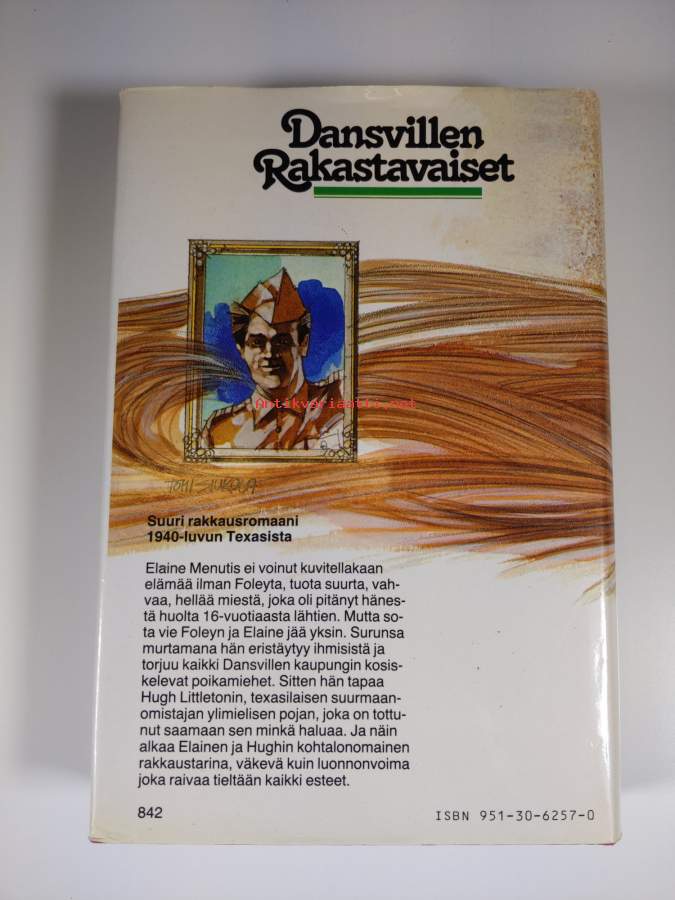 Dansvillen
Rakastavaiset
Antikvariaatti.net
Suuri rakkausromaani
1940-luvun Texasista
Elaine Menutis ei voinut kuvitellakaan
elämää ilman Foleyta, tuota suurta, vah-
vaa, hellää miestä, joka oli pitänyt hänes-
tä huolta 16-vuotiaasta lähtien. Mutta so-
ta vie Foleyn ja Elaine jää yksin. Surunsa
murtamana hän eristäytyy ihmisistä ja
torjuu kaikki Dansvillen kaupungin kosis-
kelevat poikamiehet. Sitten hän tapaa
Hugh Littletonin, texasilaisen suurmaan-
omistajan ylimielisen pojan, joka on tottu-
nut saamaan sen minkä haluaa. Ja näin
alkaa Elainen ja Hughin kohtalonomainen
rakkaustarina, väkevä kuin luonnonvoima
joka raivaa tieltään kaikki esteet.
842
ISBN 951-30-6257-0